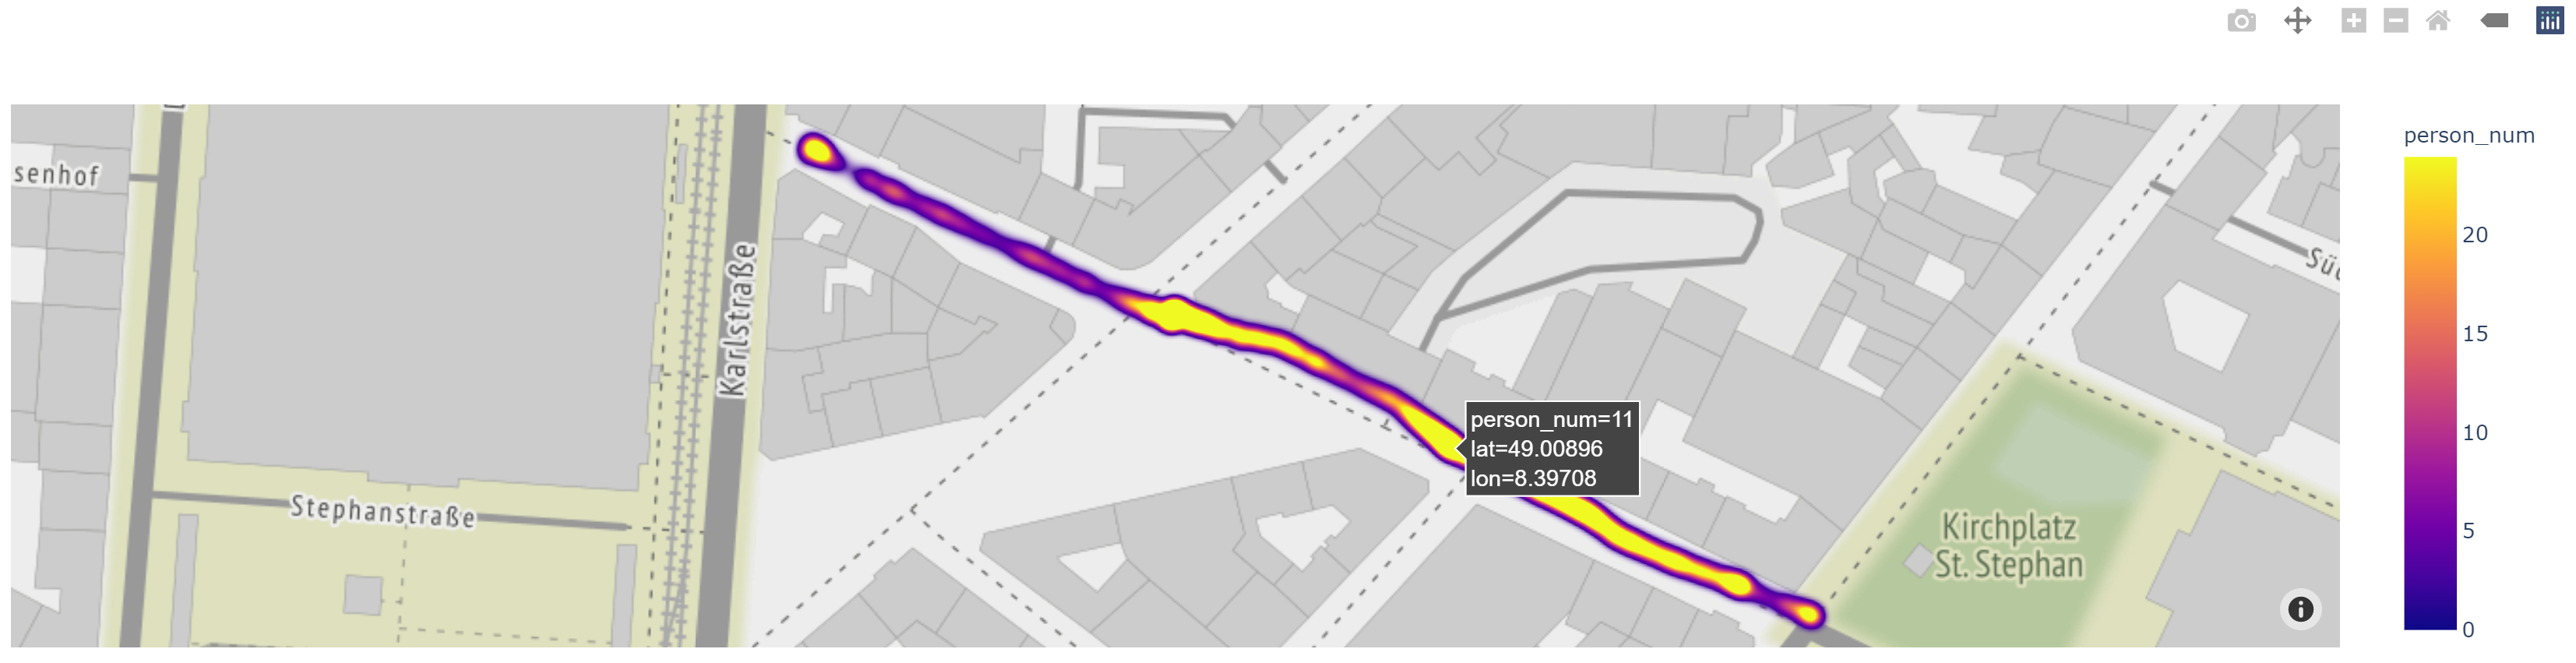 person_num
senhof
Karlstraße
Süd
20
15
person_num=11
lat=49.00896
lon=8.39708
10
Stephanstraße
Kirchplatz
St. Stephan
5
0